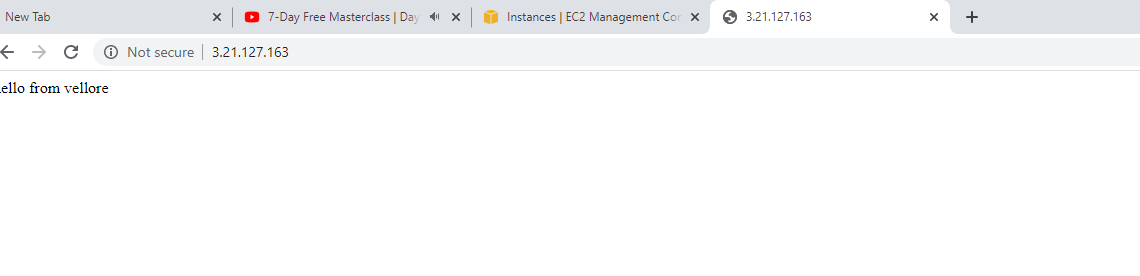 New Tab
7-Day Free Masterclass | Day
Instances | EC2 Management Cor
3.21.127.163
Not secure
3.21.127.163
ello from vellore